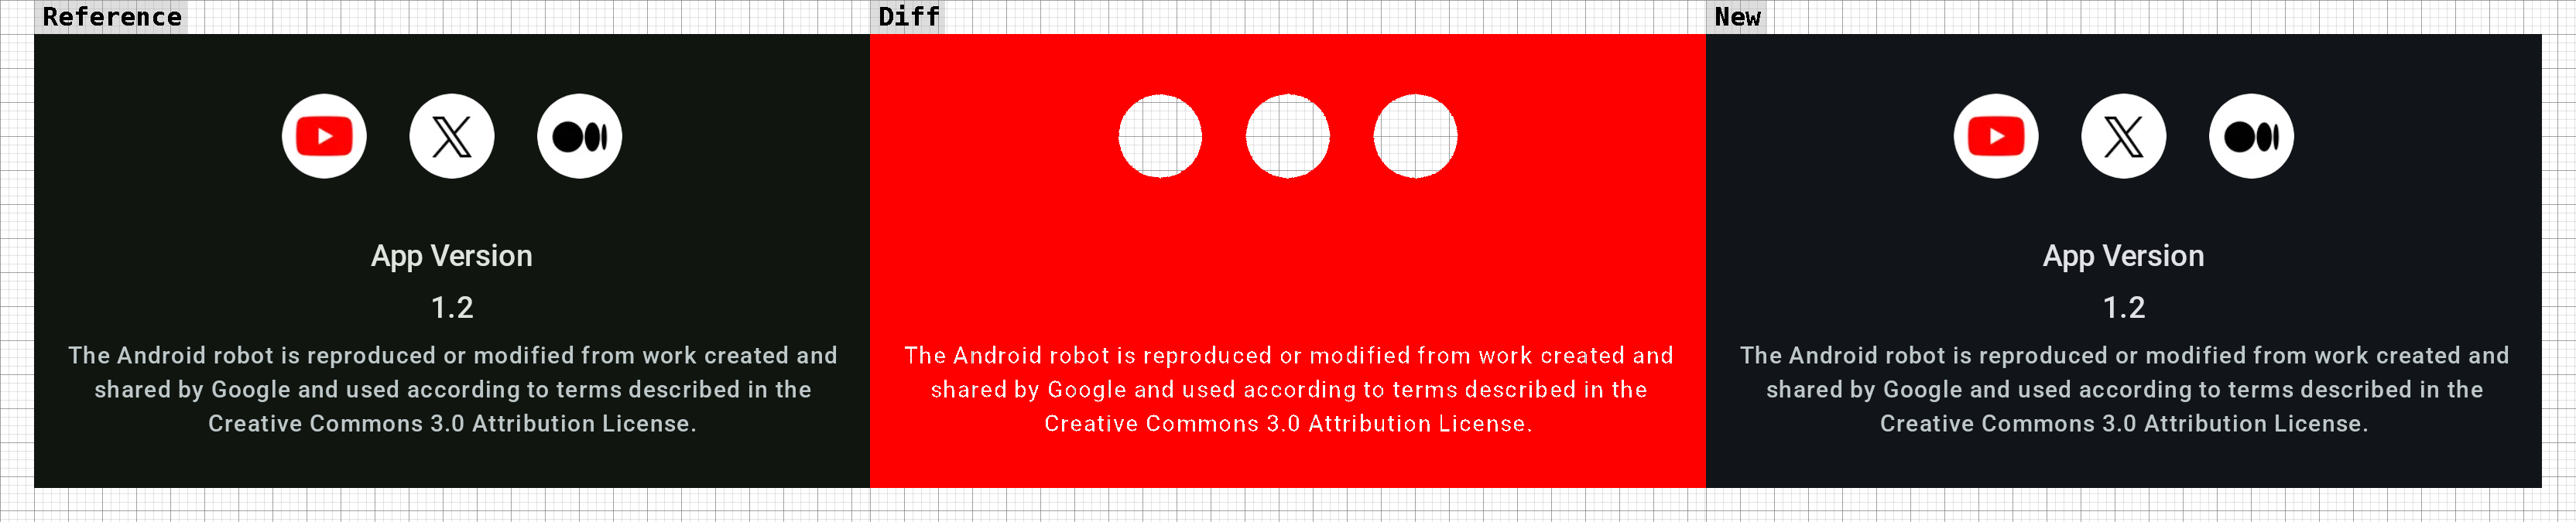 Reference
Diff
New
App Version
1.2
The Android robot is reproduced or modified from work created and
shared by Google and used according to terms described in the
Creative Commons 3.0 Attribution License.
The Android robot is reproduced or modified from work created and
shared by Google and used according to terms described in the
Creative Commons 3.0 Attribution License.
App Version
1.2
The Android robot is reproduced or modified from work created and
shared by Google and used according to terms described in the
Creative Commons 3.0 Attribution License.